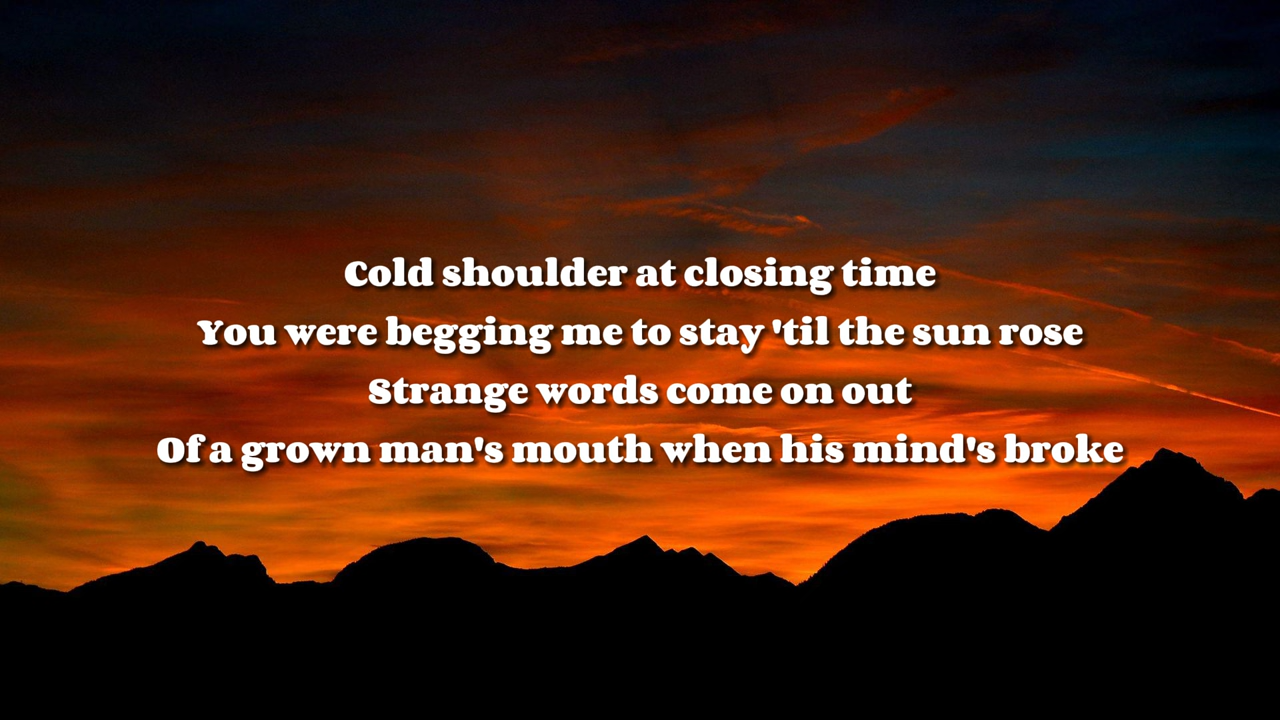 Cold shoulder at closing time
You were begging me to stay 'til the sun rose
Strange words come on out
Of a grown man's mouth when his mind's broke